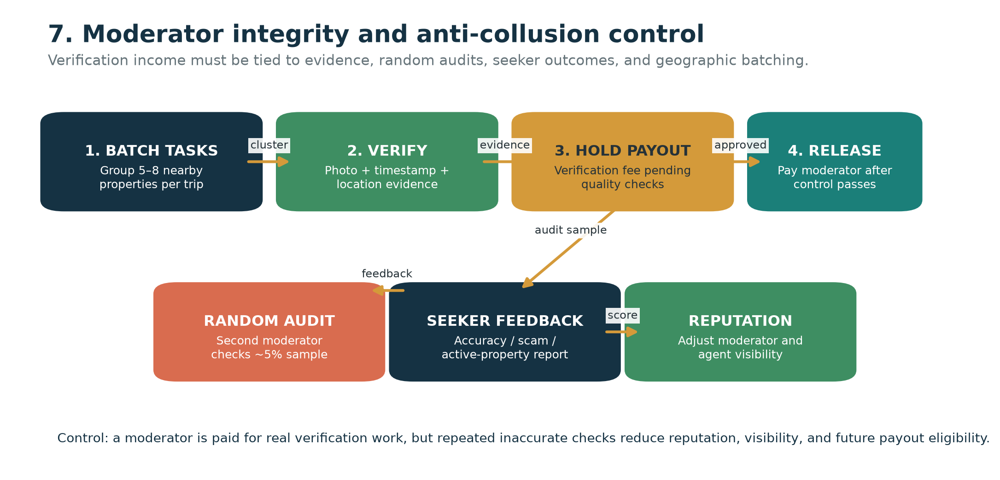 7. Moderator integrity and anti-collusion control
Verification income must be tied to evidence, random audits, seeker outcomes, and geographic batching.
1. BATCH TASKS
Group 5–8 nearby
properties per trip
cluster
2. VERIFY
Photo + timestamp +
location evidence
evidence
3. HOLD PAYOUT
Verification fee pending
quality checks
approved
4. RELEASE
Pay moderator after
control passes
audit sample
feedback
RANDOM AUDIT
Second moderator
checks ~5% sample
SEEKER FEEDBACK
Accuracy / scam /
active-property report
score
REPUTATION
Adjust moderator and
agent visibility
Control: a moderator is paid for real verification work, but repeated inaccurate checks reduce reputation, visibility, and future payout eligibility.